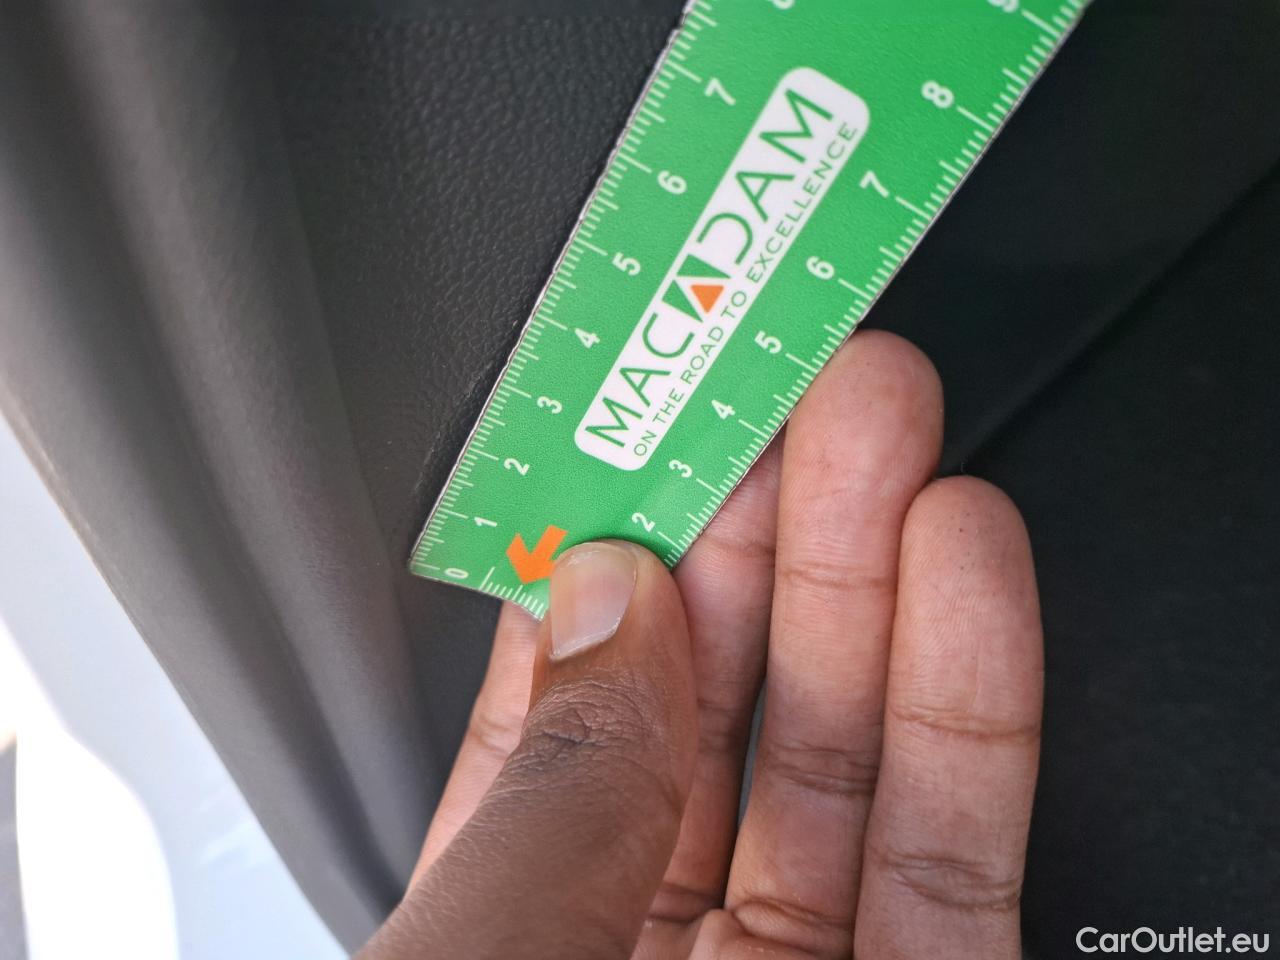 MACADAM
ON THE ROAD TO EXCELLENCE
0 1 2 3 4 5 6 7
2 3 4 5 6 7 8
CarOutlet.eu